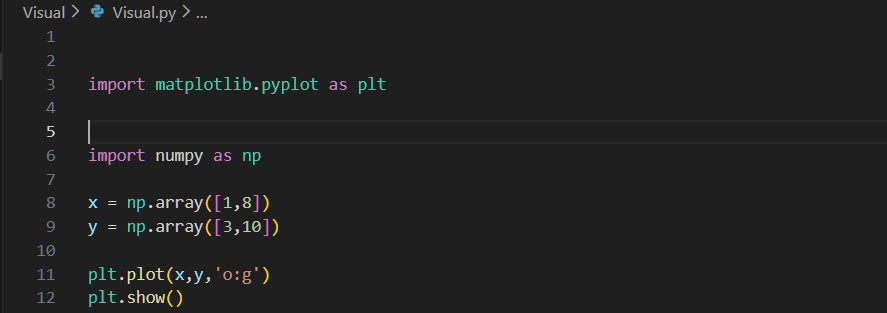 Visual > Visual.py > ...
1
2
3 import matplotlib.pyplot as plt
4
5
6 import numpy as np
7
8 x = np.array([1,8])
9 y = np.array([3,10])
10
11 plt.plot(x,y,'o:g')
12 plt.show()